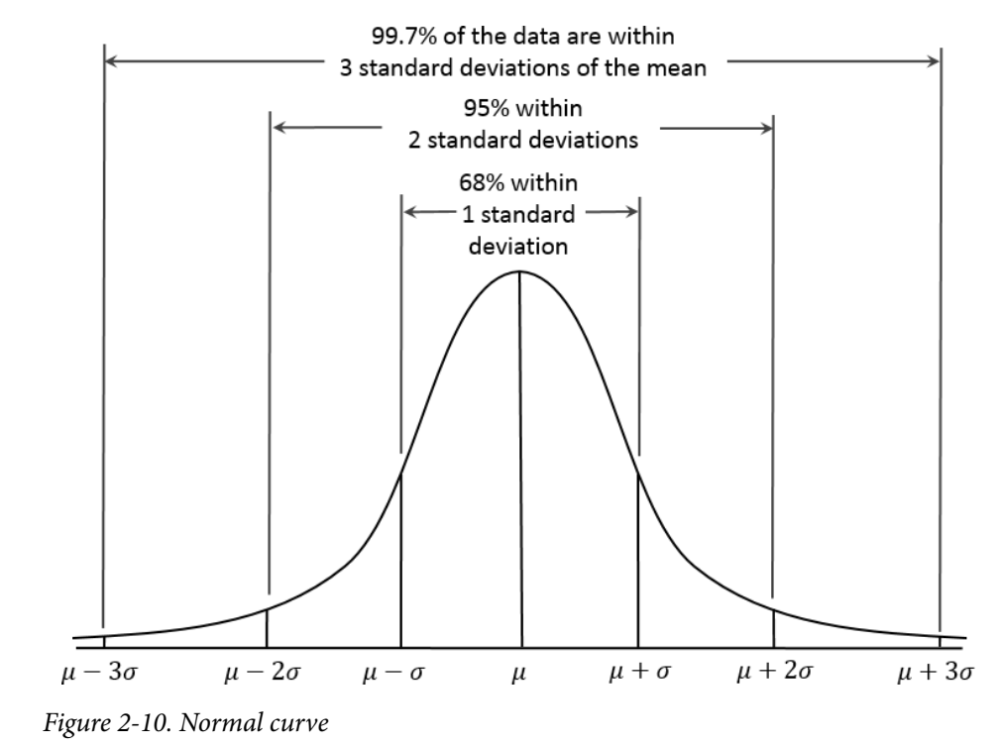 99.7% of the data are within
3 standard deviations of the mean
95% within
2 standard deviations
68% within
1 standard
deviation
μ − 3σ μ − 2σ μ − σ μ μ + σ μ + 2σ μ + 3σ
Figure 2-10. Normal curve